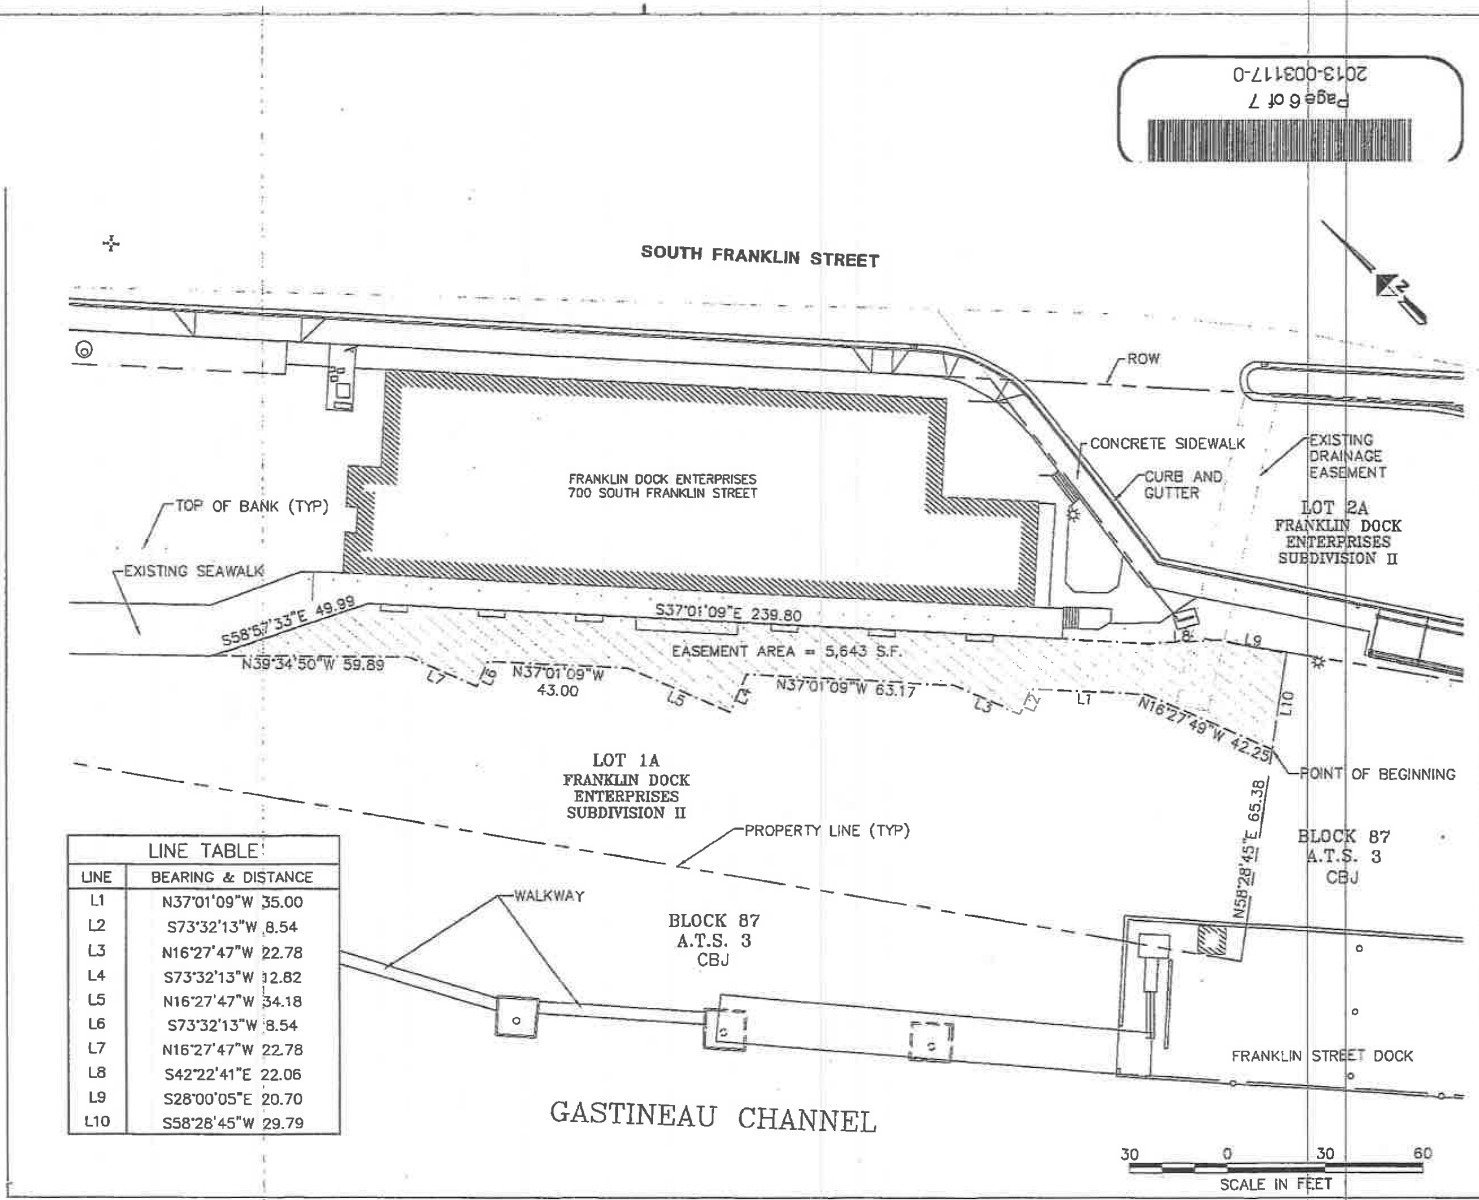 2013-003117-0
Page 6 of 7
SOUTH FRANKLIN STREET
N
ROW
CONCRETE SIDEWALK
CURB AND
GUTTER
EXISTING
DRAINAGE
EASEMENT
LOT 2A
FRANKLIN DOCK
ENTERPRISES
SUBDIVISION II
FRANKLIN DOCK ENTERPRISES
700 SOUTH FRANKLIN STREET
TOP OF BANK (TYP)
EXISTING SEAWALK
S58°57'33"E 49.99
S37°01'09"E 239.80
EASEMENT AREA = 5,643 S.F.
L8
L9
L10
N39°34'50"W 59.89
L7
L6
N37°01'09"W
43.00
L5
L4
N37°01'09"W 63.17
L3
L2
L1
N16°27'49"W 42.25
POINT OF BEGINNING
LOT 1A
FRANKLIN DOCK
ENTERPRISES
SUBDIVISION II
PROPERTY LINE (TYP)
N58°28'45"E 65.38
BLOCK 87
A.T.S. 3
CBJ
LINE TABLE
LINE BEARING & DISTANCE
L1 N37°01'09"W 35.00
L2 S73°32'13"W 8.54
L3 N16°27'47"W 22.78
L4 S73°32'13"W 12.82
L5 N16°27'47"W 34.18
L6 S73°32'13"W 8.54
L7 N16°27'47"W 22.78
L8 S42°22'41"E 22.06
L9 S28°00'05"E 20.70
L10 S58°28'45"W 29.79
WALKWAY
BLOCK 87
A.T.S. 3
CBJ
FRANKLIN STREET DOCK
GASTINEAU CHANNEL
30 0 30 60
SCALE IN FEET